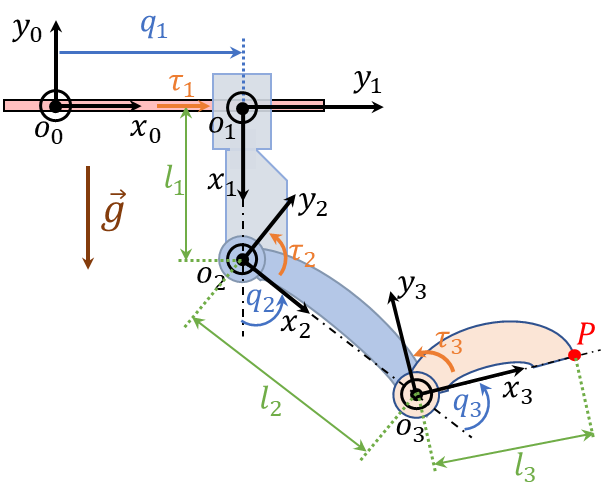 q₁
y₀
τ₁
y₁
o₀
x₀
o₁
l₁
x₁
g⃗
y₂
τ₂
o₂
q₂
x₂
y₃
P
τ₃
l₂
x₃
q₃
o₃
l₃